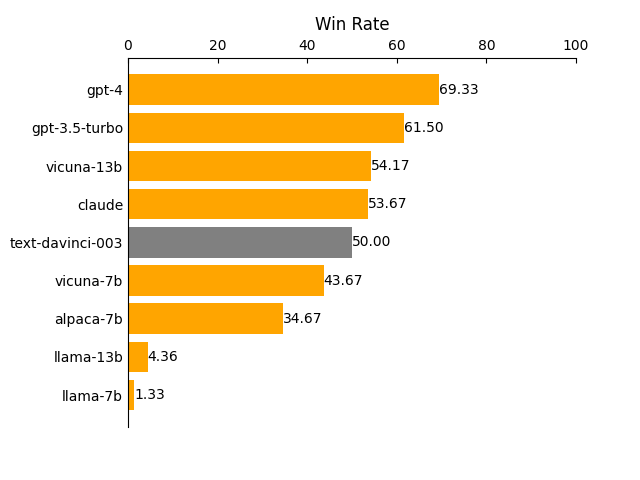 Win Rate
0 20 40 60 80 100
gpt-4 69.33
gpt-3.5-turbo 61.50
vicuna-13b 54.17
claude 53.67
text-davinci-003 50.00
vicuna-7b 43.67
alpaca-7b 34.67
llama-13b 4.36
llama-7b 1.33